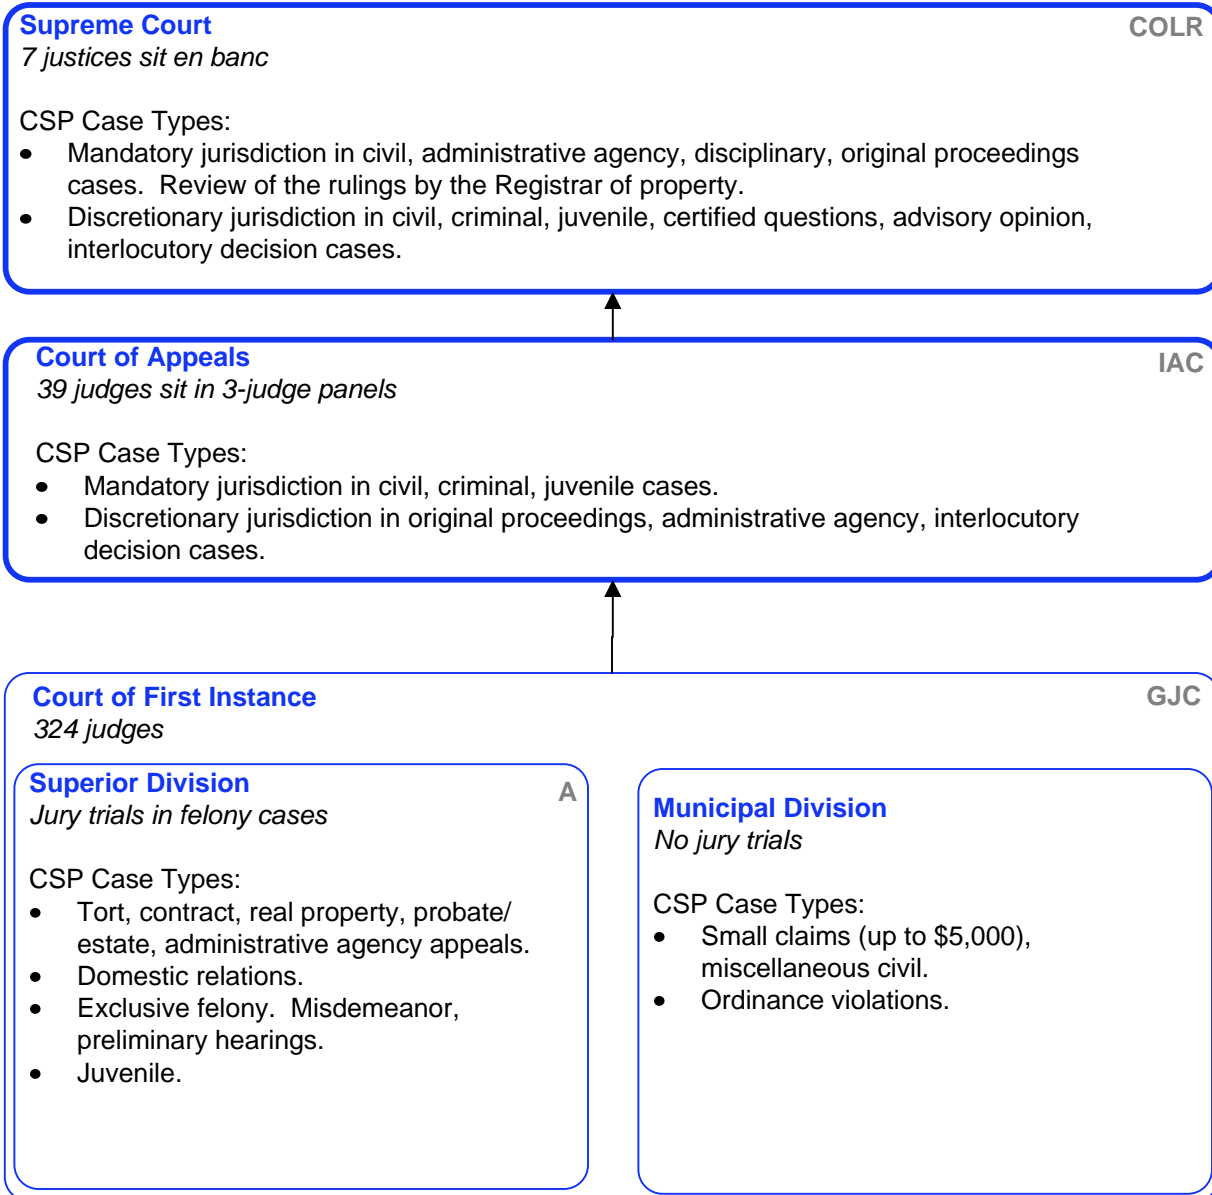 Supreme Court
COLR
7 justices sit en banc
CSP Case Types:
• Mandatory jurisdiction in civil, administrative agency, disciplinary, original proceedings
cases.  Review of the rulings by the Registrar of property.
• Discretionary jurisdiction in civil, criminal, juvenile, certified questions, advisory opinion,
interlocutory decision cases.
Court of Appeals
IAC
39 judges sit in 3-judge panels
CSP Case Types:
• Mandatory jurisdiction in civil, criminal, juvenile cases.
• Discretionary jurisdiction in original proceedings, administrative agency, interlocutory
decision cases.
Court of First Instance
GJC
324 judges
Superior Division
A
Jury trials in felony cases
CSP Case Types:
• Tort, contract, real property, probate/
estate, administrative agency appeals.
• Domestic relations.
• Exclusive felony.  Misdemeanor,
preliminary hearings.
• Juvenile.
Municipal Division
No jury trials
CSP Case Types:
• Small claims (up to $5,000),
miscellaneous civil.
• Ordinance violations.